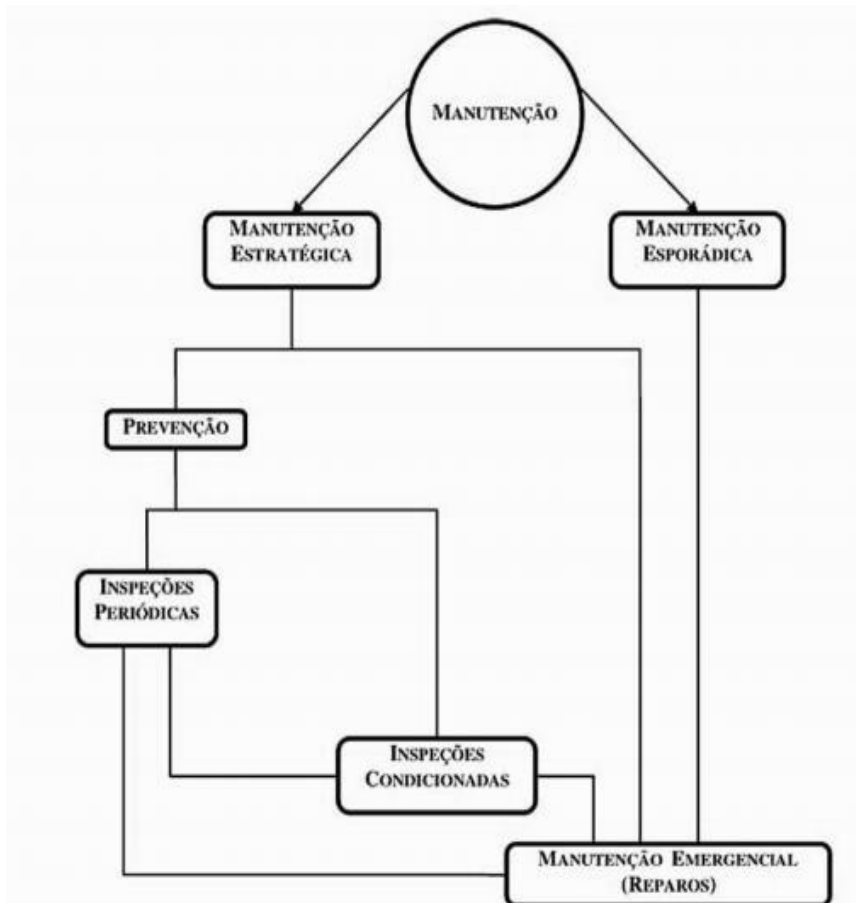 MANUTENÇÃO
MANUTENÇÃO
ESTRATÉGICA
MANUTENÇÃO
ESPORÁDICA
PREVENÇÃO
INSPEÇÕES
PERIÓDICAS
INSPEÇÕES
CONDICIONADAS
MANUTENÇÃO EMERGENCIAL
(REPAROS)